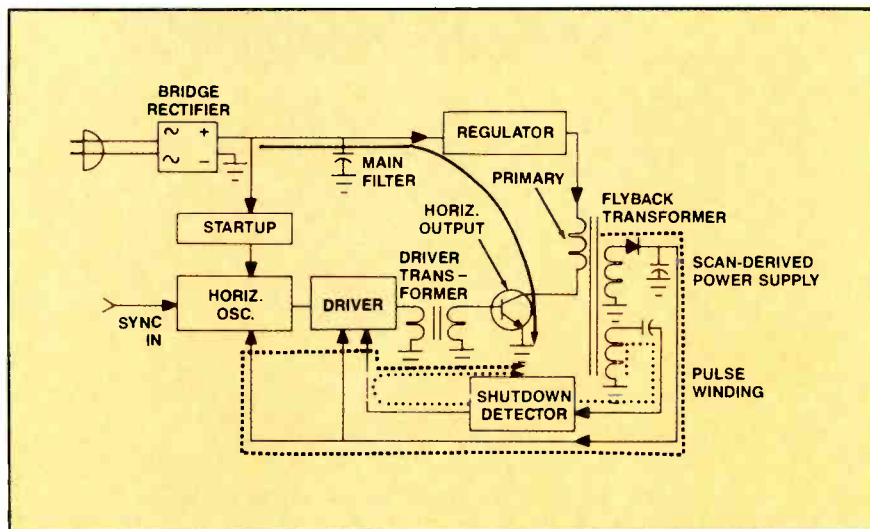 BRIDGE
RECTIFIER
~ +
~ −
MAIN
FILTER
REGULATOR
PRIMARY
FLYBACK
TRANSFORMER
HORIZ.
OUTPUT
STARTUP
DRIVER
TRANS–
FORMER
SCAN-DERIVED
POWER SUPPLY
HORIZ.
OSC.
DRIVER
SYNC
IN
SHUTDOWN
DETECTOR
PULSE
WINDING